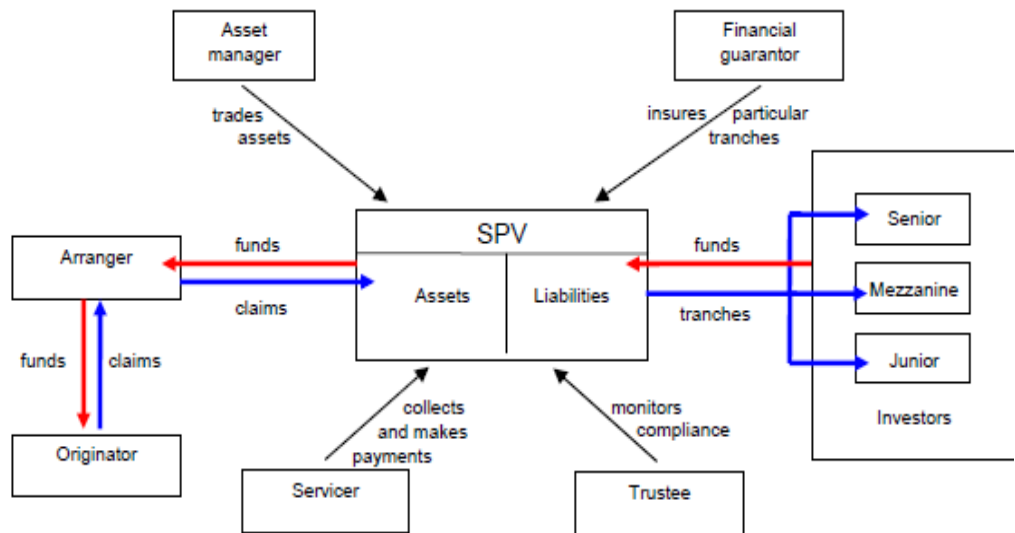 Asset
manager
Financial
guarantor
trades
assets
insures particular
tranches
SPV
Assets
Liabilities
Arranger
funds
claims
funds
claims
Originator
funds
tranches
Senior
Mezzanine
Junior
Investors
collects
and makes
payments
monitors
compliance
Servicer
Trustee